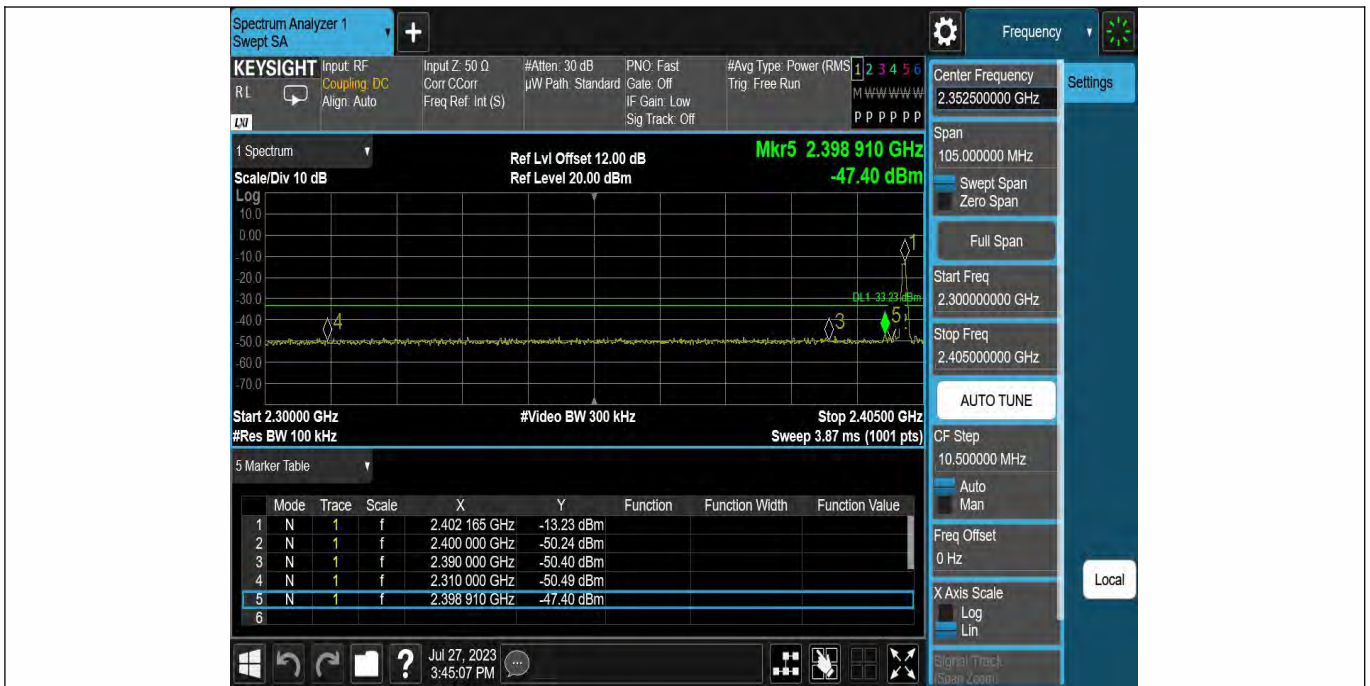 Spectrum Analyzer 1
Swept SA
+
Frequency
KEYSIGHT
RL
LXI
Input: RF
Coupling: DC
Align: Auto
Input Z: 50 Ω
Corr CCorr
Freq Ref: Int (S)
#Atten: 30 dB
µW Path: Standard
PNO: Fast
Gate: Off
IF Gain: Low
Sig Track: Off
#Avg Type: Power (RMS
Trig: Free Run
1 2 3 4 5 6
M W W W W W
P P P P P P
1 Spectrum
Scale/Div 10 dB
Ref Lvl Offset 12.00 dB
Ref Level 20.00 dBm
Mkr5 2.398 910 GHz
-47.40 dBm
Log
10.0
0.00
-10.0
-20.0
-30.0
-40.0
-50.0
-60.0
-70.0
1
DL1 -33.23 dBm
4
3
5
Start 2.30000 GHz
#Video BW 300 kHz
Stop 2.40500 GHz
#Res BW 100 kHz
Sweep 3.87 ms (1001 pts)
5 Marker Table
Mode Trace Scale X Y Function Function Width Function Value
1 N 1 f 2.402 165 GHz -13.23 dBm
2 N 1 f 2.400 000 GHz -50.24 dBm
3 N 1 f 2.390 000 GHz -50.40 dBm
4 N 1 f 2.310 000 GHz -50.49 dBm
5 N 1 f 2.398 910 GHz -47.40 dBm
6
?
Jul 27, 2023
3:45:07 PM
Center Frequency
2.352500000 GHz
Settings
Span
105.000000 MHz
Swept Span
Zero Span
Full Span
Start Freq
2.300000000 GHz
Stop Freq
2.405000000 GHz
AUTO TUNE
CF Step
10.500000 MHz
Auto
Man
Freq Offset
0 Hz
X Axis Scale
Log
Lin
Local
Signal Track
(Span Zoom)